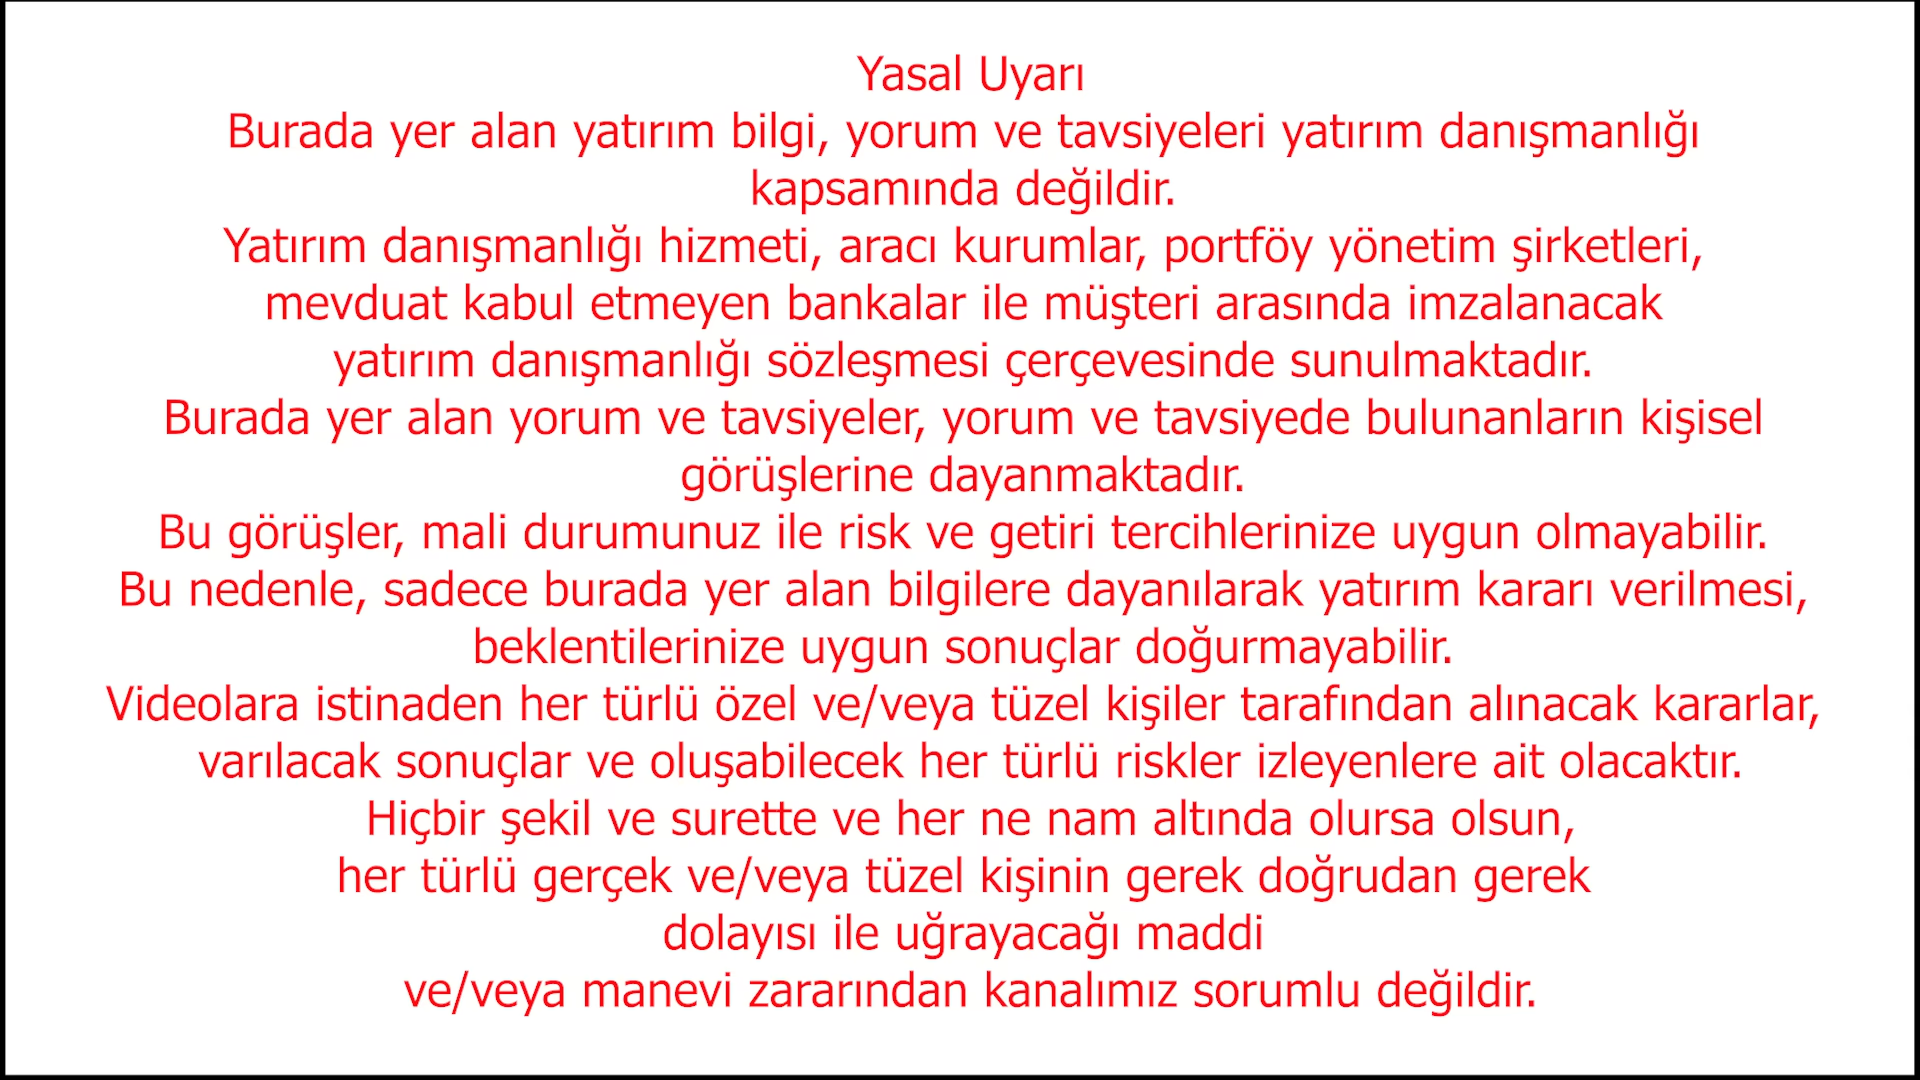 Yasal Uyarı
Burada yer alan yatırım bilgi, yorum ve tavsiyeleri yatırım danışmanlığı
kapsamında değildir.
Yatırım danışmanlığı hizmeti, aracı kurumlar, portföy yönetim şirketleri,
mevduat kabul etmeyen bankalar ile müşteri arasında imzalanacak
yatırım danışmanlığı sözleşmesi çerçevesinde sunulmaktadır.
Burada yer alan yorum ve tavsiyeler, yorum ve tavsiyede bulunanların kişisel
görüşlerine dayanmaktadır.
Bu görüşler, mali durumunuz ile risk ve getiri tercihlerinize uygun olmayabilir.
Bu nedenle, sadece burada yer alan bilgilere dayanılarak yatırım kararı verilmesi,
beklentilerinize uygun sonuçlar doğurmayabilir.
Videolara istinaden her türlü özel ve/veya tüzel kişiler tarafından alınacak kararlar,
varılacak sonuçlar ve oluşabilecek her türlü riskler izleyenlere ait olacaktır.
Hiçbir şekil ve surette ve her ne nam altında olursa olsun,
her türlü gerçek ve/veya tüzel kişinin gerek doğrudan gerek
dolayısı ile uğrayacağı maddi
ve/veya manevi zararından kanalımız sorumlu değildir.